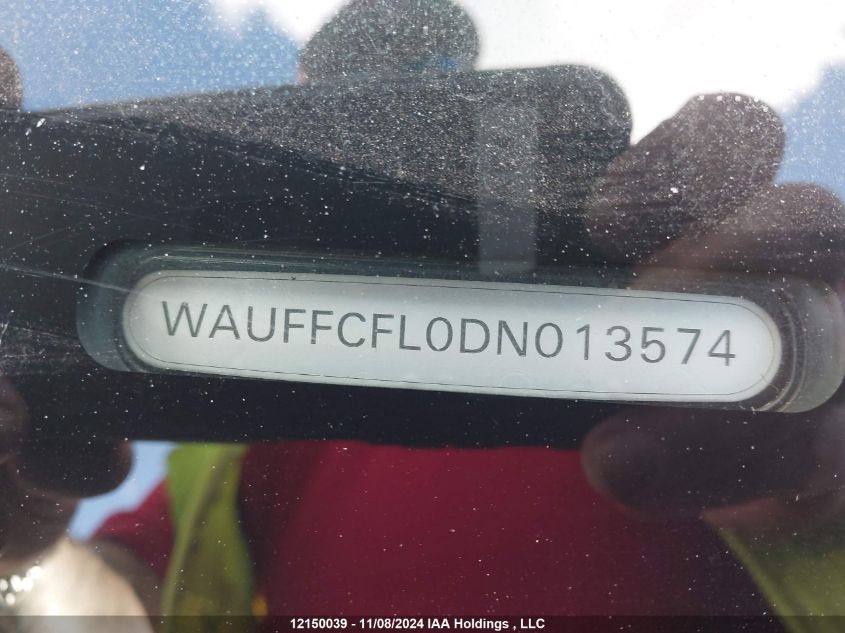 WAUFFCFL0DN013574
12150039 - 11/08/2024 IAA Holdings , LLC